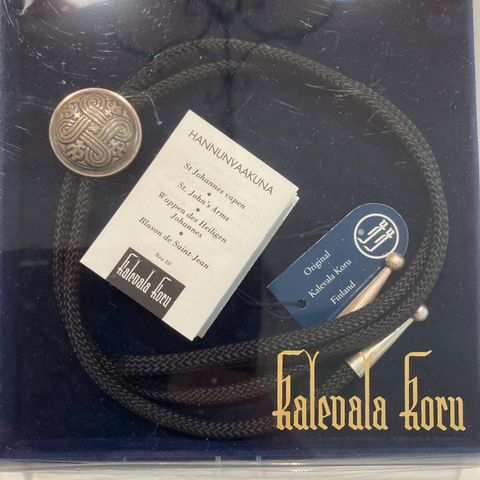 HANNUNVAAKUNA
St Johannes vapen
St. John's Arms
Wappen des Heiligen
Johannes
Blason de Saint-Jean
Nro 10
kalevala koru
Original
Kalevala Koru
Finland
kalevala koru